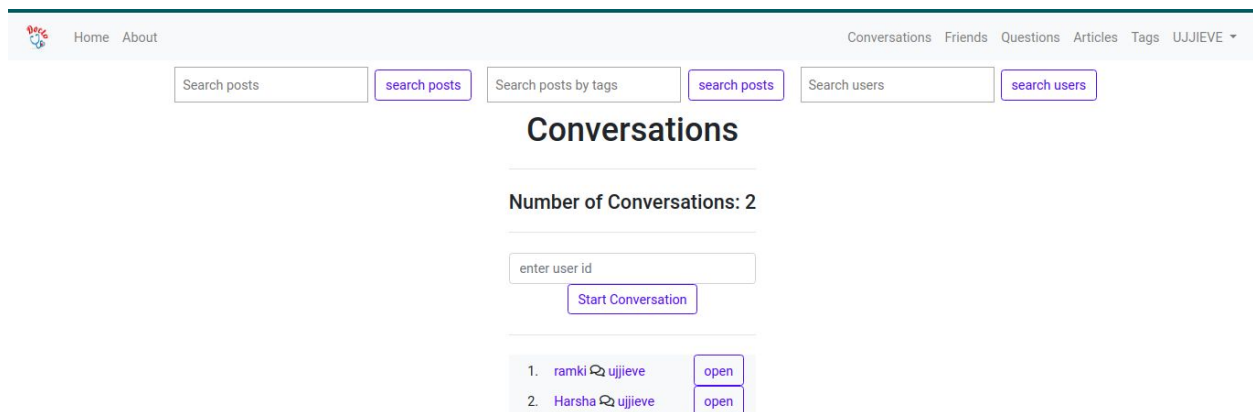 Docto
Home About Conversations Friends Questions Articles Tags UJJIEVE
Search posts search posts Search posts by tags search posts Search users search users
Conversations
Number of Conversations: 2
enter user id
Start Conversation
1. ramki ujjieve open
2. Harsha ujjieve open